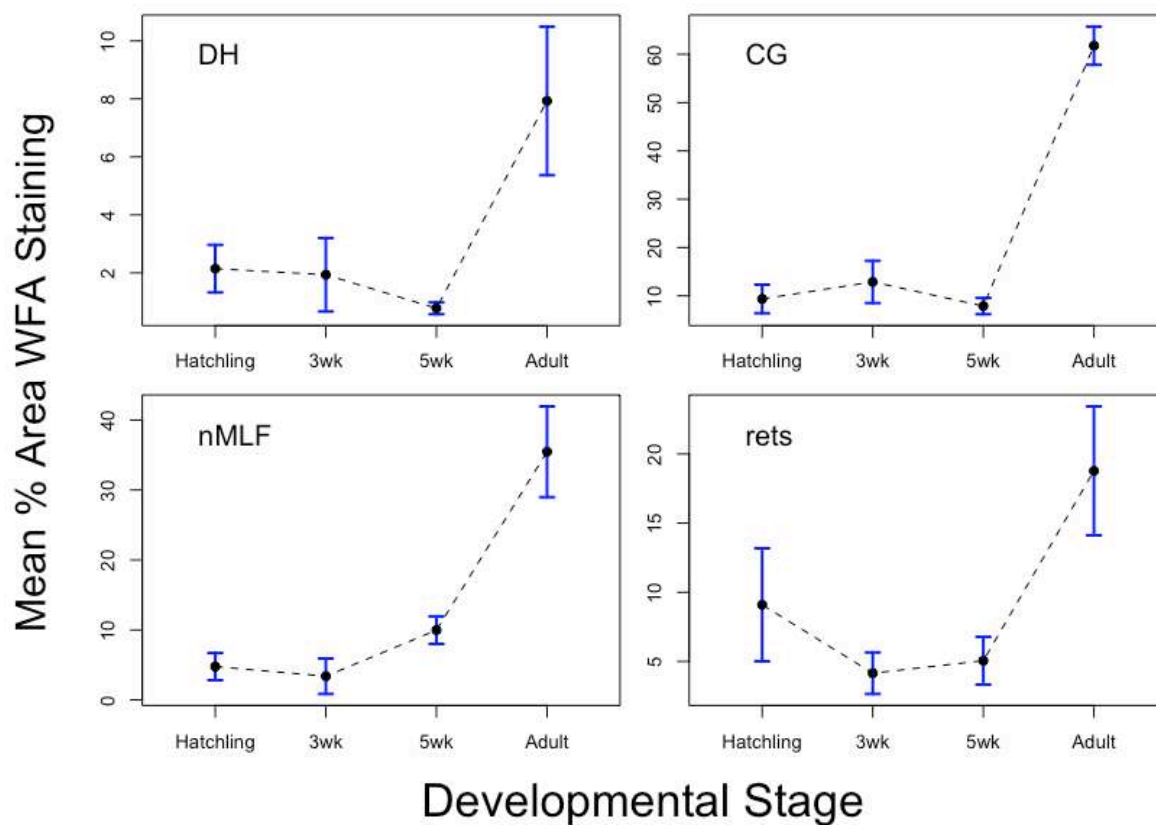 Mean % Area WFA Staining
DH
10
8
6
4
2
Hatchling 3wk 5wk Adult
CG
60
50
40
30
20
10
Hatchling 3wk 5wk Adult
nMLF
40
30
20
10
0
Hatchling 3wk 5wk Adult
rets
20
15
10
5
Hatchling 3wk 5wk Adult
Developmental Stage